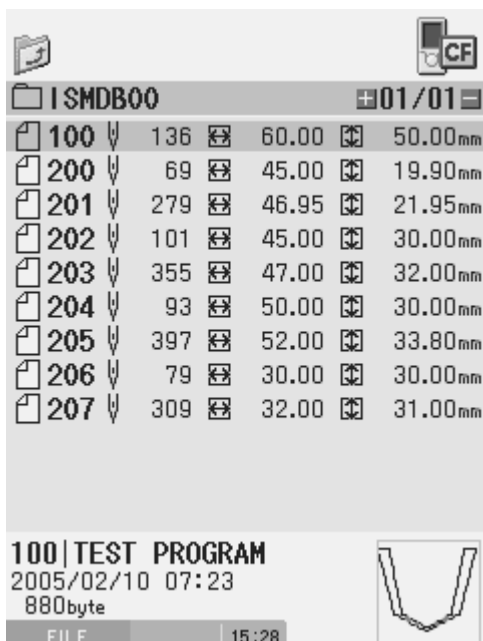 CF
ISMDB00 01/01
100 136 60.00 50.00mm
200 69 45.00 19.90mm
201 279 46.95 21.95mm
202 101 45.00 30.00mm
203 355 47.00 32.00mm
204 93 50.00 30.00mm
205 397 52.00 33.80mm
206 79 30.00 30.00mm
207 309 32.00 31.00mm
100|TEST PROGRAM
2005/02/10 07:23
880byte
FILE 15:28